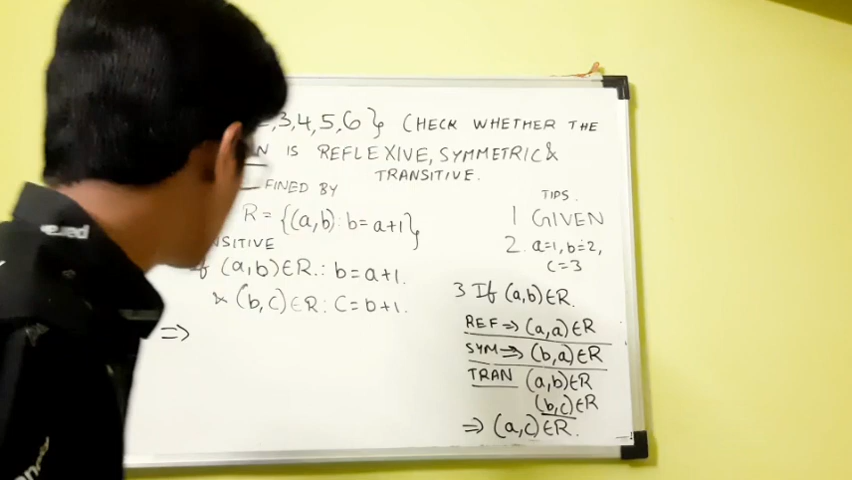 ,3,4,5,6} CHECK WHETHER THE
IS REFLEXIVE, SYMMETRIC &
TRANSITIVE.
FINED BY
R = {(a,b): b = a+1}
NSITIVE
If (a,b)∈R.: b = a+1.
& (b,c)∈R: C = b+1.
=>
TIPS.
1 GIVEN
2. a=1, b=2,
c=3
3 If (a,b)∈R.
REF => (a,a)∈R
SYM => (b,a)∈R
TRAN (a,b)∈R
(b,c)∈R
=> (a,c)∈R.